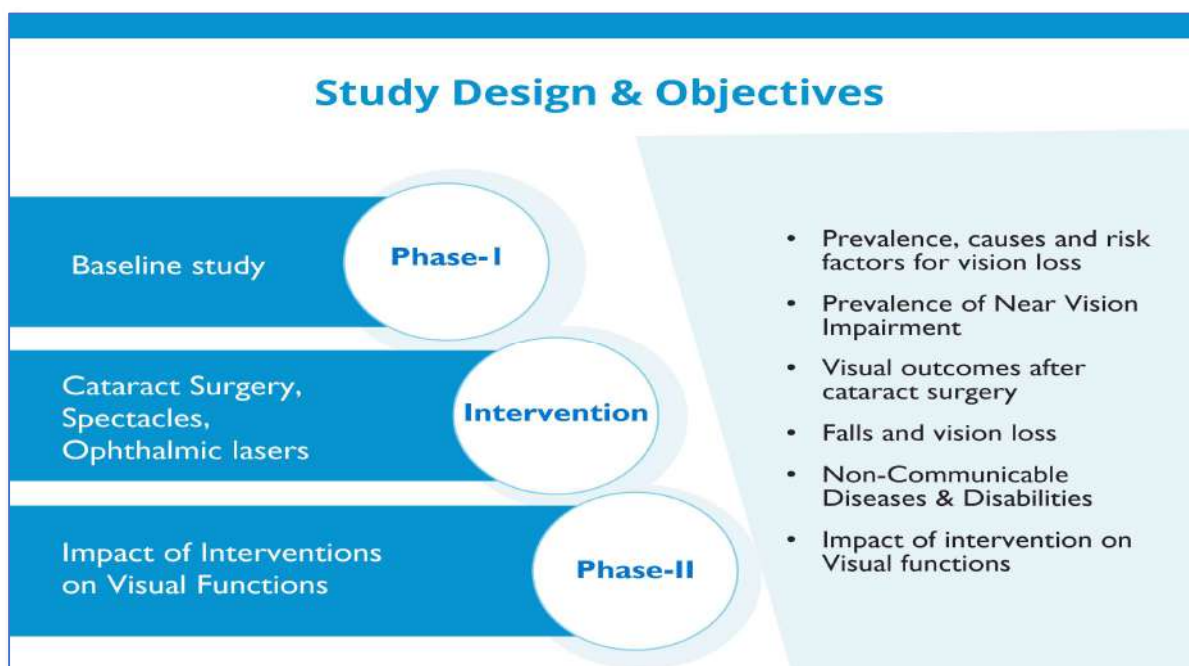 Study Design & Objectives
Baseline study
Phase-I
Cataract Surgery,
Spectacles,
Ophthalmic lasers
Intervention
Impact of Interventions
on Visual Functions
Phase-II
• Prevalence, causes and risk
factors for vision loss
• Prevalence of Near Vision
Impairment
• Visual outcomes after
cataract surgery
• Falls and vision loss
• Non-Communicable
Diseases & Disabilities
• Impact of intervention on
Visual functions